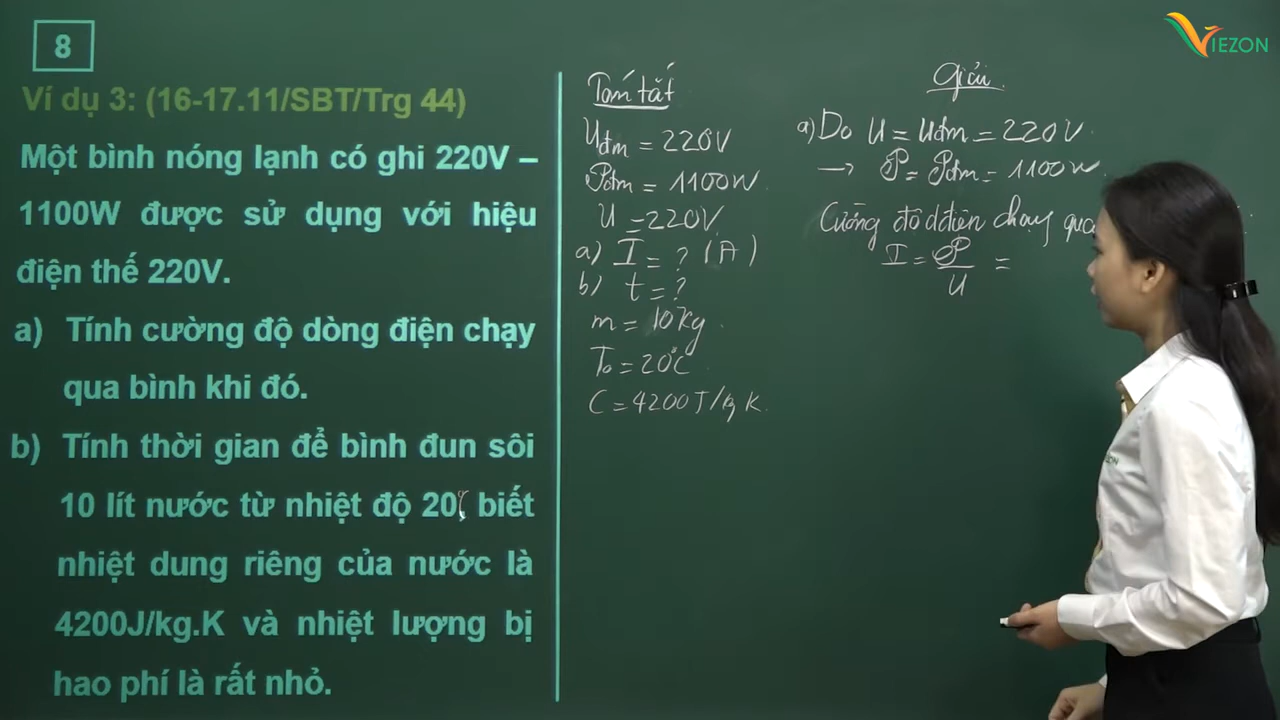 8
Ví dụ 3: (16-17.11/SBT/Trg 44)
Một bình nóng lạnh có ghi 220V –
1100W được sử dụng với hiệu
điện thế 220V.
a) Tính cường độ dòng điện chạy
qua bình khi đó.
b) Tính thời gian để bình đun sôi
10 lít nước từ nhiệt độ 20°C biết
nhiệt dung riêng của nước là
4200J/kg.K và nhiệt lượng bị
hao phí là rất nhỏ.
Tóm tắt
Uđm = 220V
Pđm = 1100W
U = 220V
a) I = ? (A)
b) t = ?
m = 10kg
T₀ = 20°C
C = 4200J/kg K
Giải
a) Do U = Uđm = 220V
→ P = Pđm = 1100W
Cường độ dđiện chạy qua
I = P/U =
VIEZON